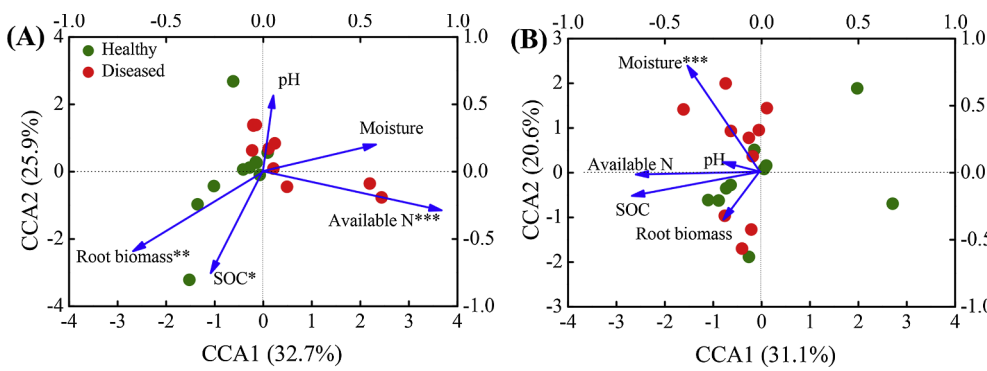 (A)
-1.0 -0.5 0.0 0.5 1.0
4
2
0
-2
-4
CCA2 (25.9%)
Healthy
Diseased
pH
Moisture
Available N***
Root biomass**
SOC*
1.0
0.5
0.0
-0.5
-1.0
-4 -3 -2 -1 0 1 2 3 4
CCA1 (32.7%)
(B)
-1.0 -0.5 0.0 0.5 1.0
3
2
1
0
-1
-2
-3
CCA2 (20.6%)
Moisture***
pH
Available N
SOC
Root biomass
1.0
0.5
0.0
-0.5
-1.0
-4 -3 -2 -1 0 1 2 3 4
CCA1 (31.1%)